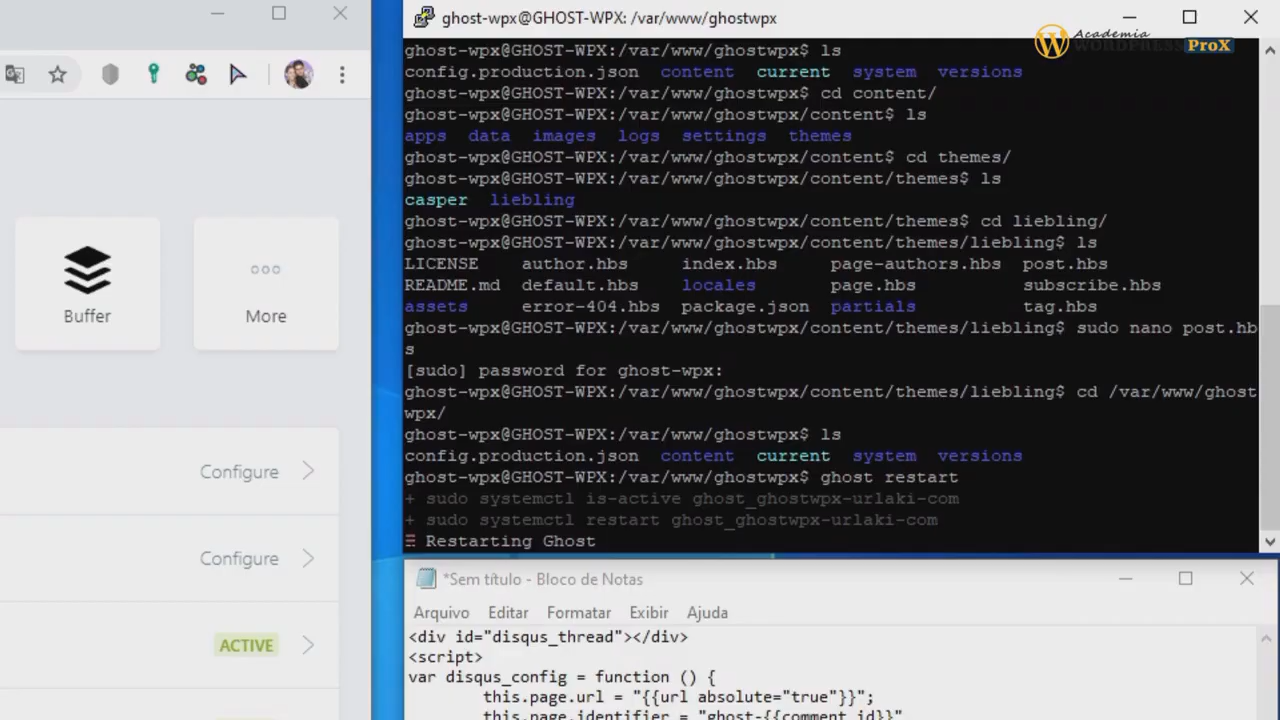 Buffer
More
Configure
Configure
ACTIVE
ghost-wpx@GHOST-WPX: /var/www/ghostwpx
Academia
WORDPRESS ProX
ghost-wpx@GHOST-WPX:/var/www/ghostwpx$ ls
config.production.json content current system versions
ghost-wpx@GHOST-WPX:/var/www/ghostwpx$ cd content/
ghost-wpx@GHOST-WPX:/var/www/ghostwpx/content$ ls
apps data images logs settings themes
ghost-wpx@GHOST-WPX:/var/www/ghostwpx/content$ cd themes/
ghost-wpx@GHOST-WPX:/var/www/ghostwpx/content/themes$ ls
casper liebling
ghost-wpx@GHOST-WPX:/var/www/ghostwpx/content/themes$ cd liebling/
ghost-wpx@GHOST-WPX:/var/www/ghostwpx/content/themes/liebling$ ls
LICENSE author.hbs index.hbs page-authors.hbs post.hbs
README.md default.hbs locales page.hbs subscribe.hbs
assets error-404.hbs package.json partials tag.hbs
ghost-wpx@GHOST-WPX:/var/www/ghostwpx/content/themes/liebling$ sudo nano post.hb
s
[sudo] password for ghost-wpx:
ghost-wpx@GHOST-WPX:/var/www/ghostwpx/content/themes/liebling$ cd /var/www/ghost
wpx/
ghost-wpx@GHOST-WPX:/var/www/ghostwpx$ ls
config.production.json content current system versions
ghost-wpx@GHOST-WPX:/var/www/ghostwpx$ ghost restart
+ sudo systemctl is-active ghost_ghostwpx-urlaki-com
+ sudo systemctl restart ghost_ghostwpx-urlaki-com
Restarting Ghost
*Sem título - Bloco de Notas
Arquivo Editar Formatar Exibir Ajuda
<div id="disqus_thread"></div>
<script>
var disqus_config = function () {
this.page.url = "{{url absolute="true"}}";
this.page.identifier = "ghost-{{comment_id}}"